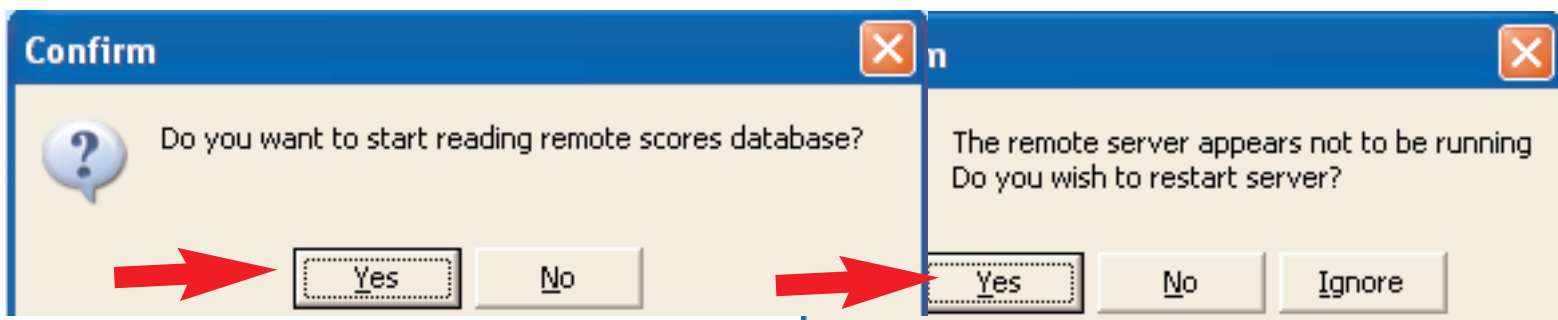 Confirm
Do you want to start reading remote scores database?
Yes No
m
The remote server appears not to be running
Do you wish to restart server?
Yes No Ignore